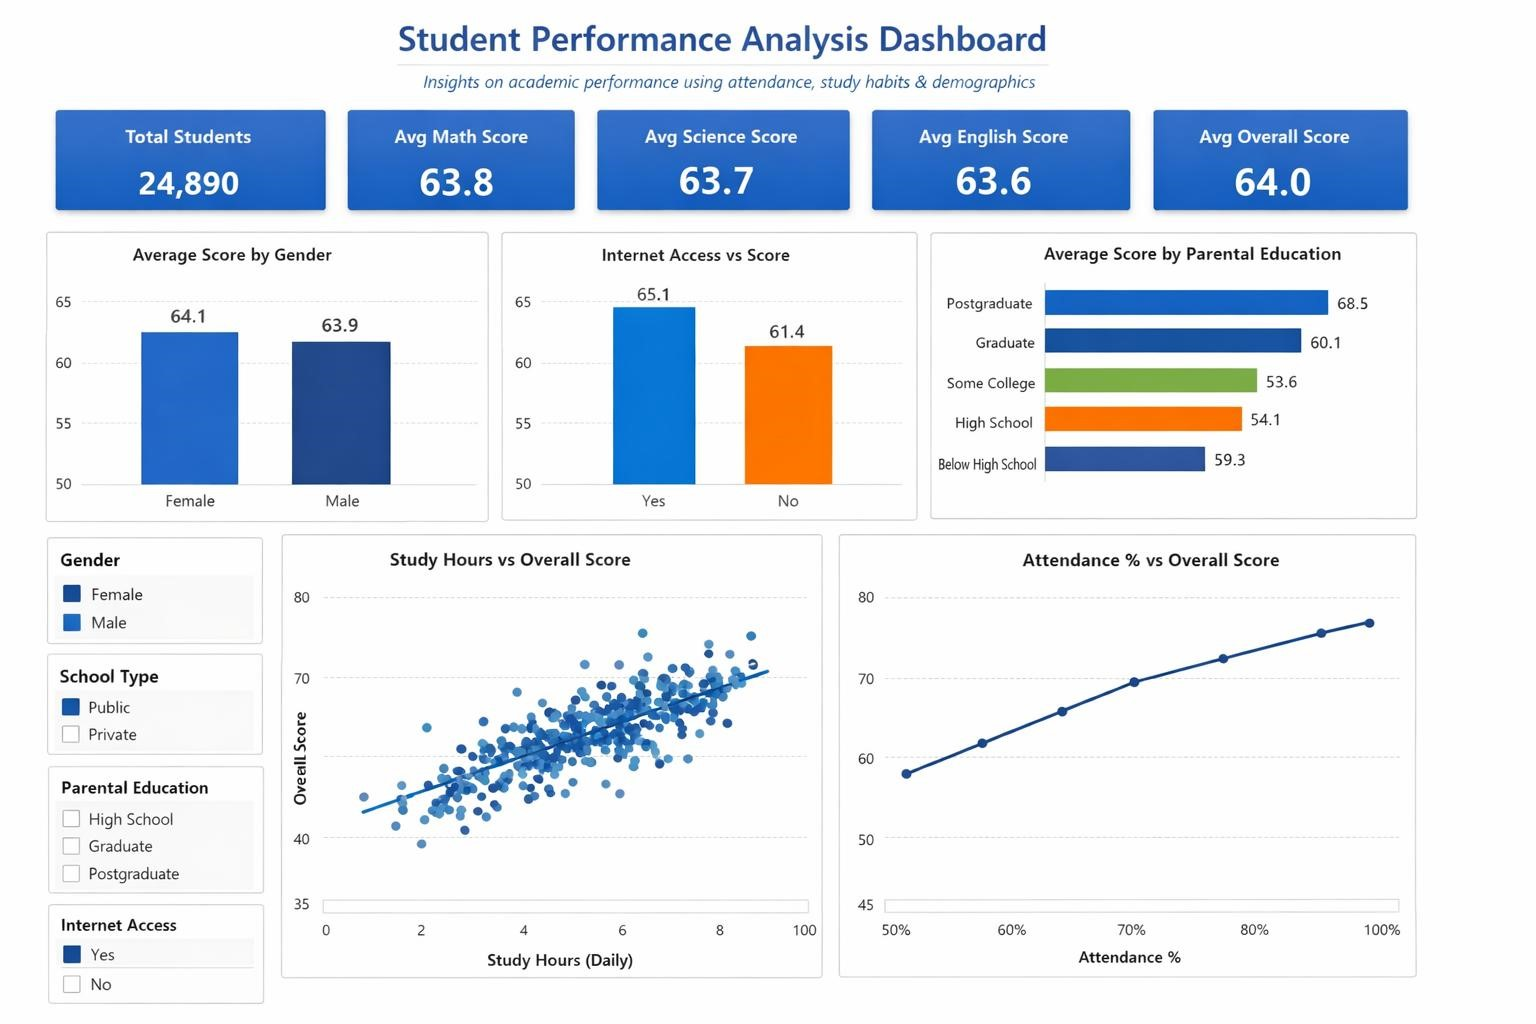 Student Performance Analysis Dashboard
Insights on academic performance using attendance, study habits & demographics
Total Students
24,890
Avg Math Score
63.8
Avg Science Score
63.7
Avg English Score
63.6
Avg Overall Score
64.0
Average Score by Gender
65
60
55
50
64.1
63.9
Female
Male
Internet Access vs Score
65
60
55
50
65.1
61.4
Yes
No
Average Score by Parental Education
Postgraduate 68.5
Graduate 60.1
Some College 53.6
High School 54.1
Below High School 59.3
Gender
Female
Male
School Type
Public
Private
Parental Education
High School
Graduate
Postgraduate
Internet Access
Yes
No
Study Hours vs Overall Score
Oveeall Score
80
70
40
35
0 2 4 6 8 100
Study Hours (Daily)
Attendance % vs Overall Score
80
70
60
50
45
50% 60% 70% 80% 100%
Attendance %